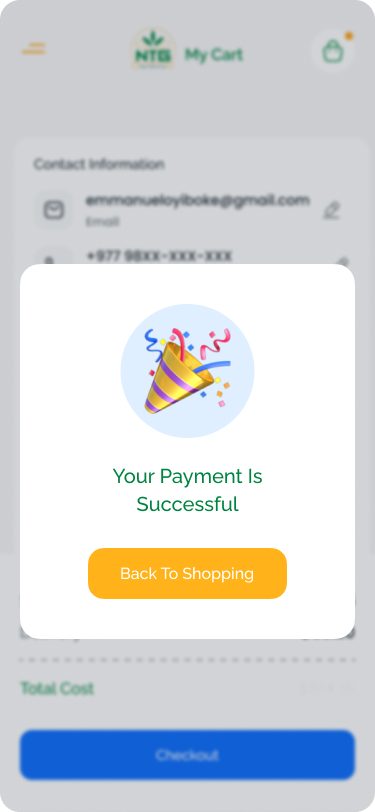 NTG
My Cart
Contact Information
emmanueloyiboke@gmail.com
Email
+977 98XX-XXX-XXX
Your Payment Is
Successful
Back To Shopping
Total Cost
Checkout